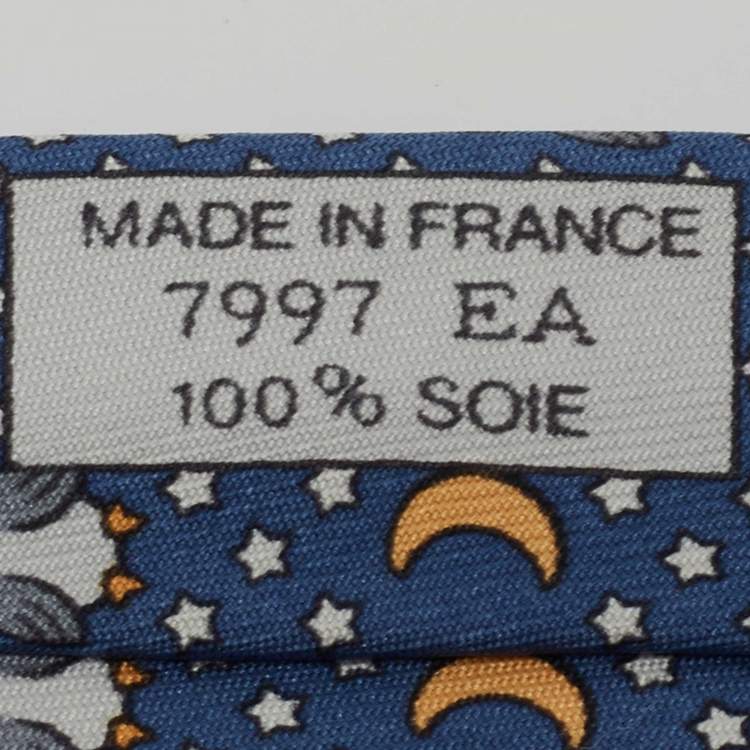 MADE IN FRANCE
7997 EA
100% SOIE